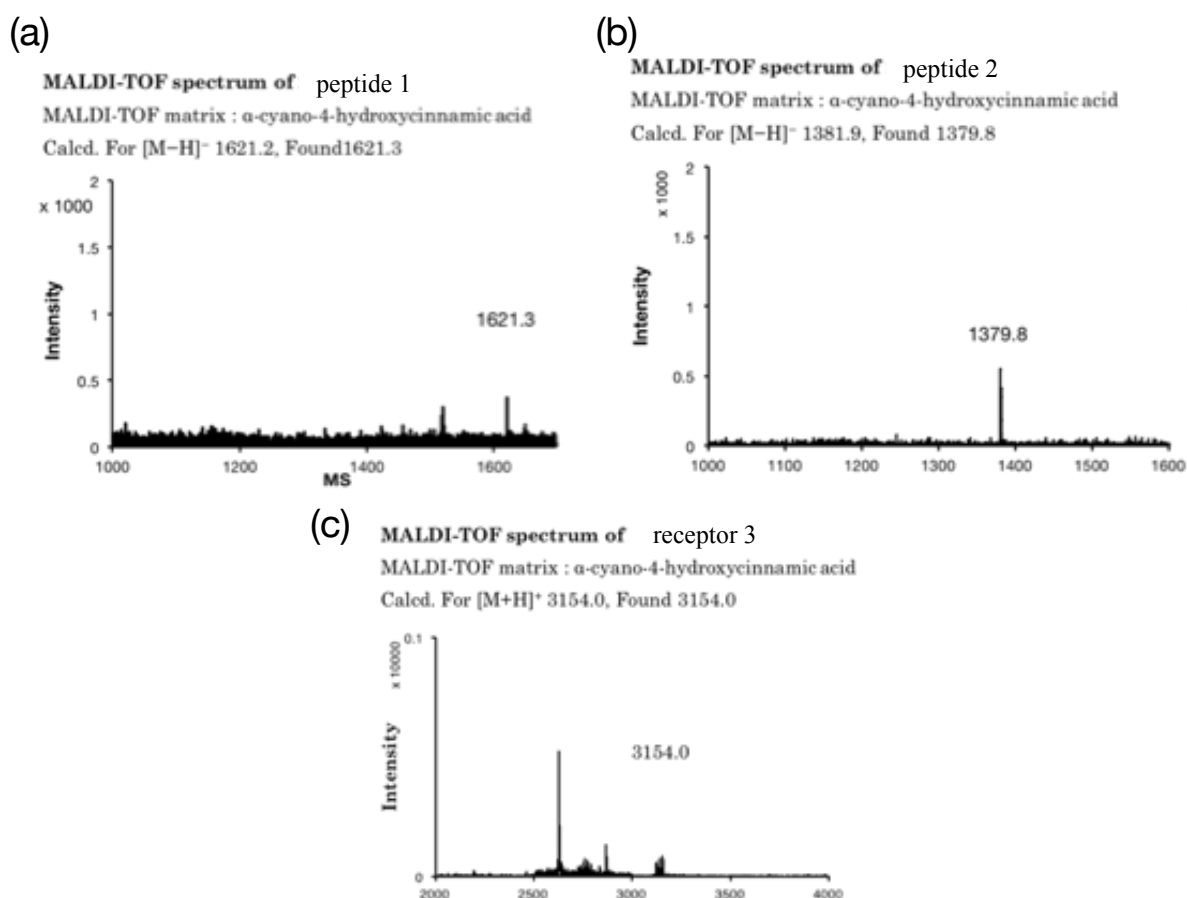 (a)
MALDI-TOF spectrum of peptide 1
MALDI-TOF matrix : α-cyano-4-hydroxycinnamic acid
Calcd. For [M−H]⁻ 1621.2, Found1621.3
2
x 1000
1.5
1
0.5
0
Intensity
1621.3
1000 1200 1400 1600
MS
(b)
MALDI-TOF spectrum of peptide 2
MALDI-TOF matrix : α-cyano-4-hydroxycinnamic acid
Calcd. For [M−H]⁻ 1381.9, Found 1379.8
2
x 1000
1.5
1
0.5
0
Intensity
1379.8
1000 1100 1200 1300 1400 1500 1600
(c)
MALDI-TOF spectrum of receptor 3
MALDI-TOF matrix : α-cyano-4-hydroxycinnamic acid
Calcd. For [M+H]⁺ 3154.0, Found 3154.0
0.1
x 10000
Intensity
3154.0
0
2000 2500 3000 3500 4000